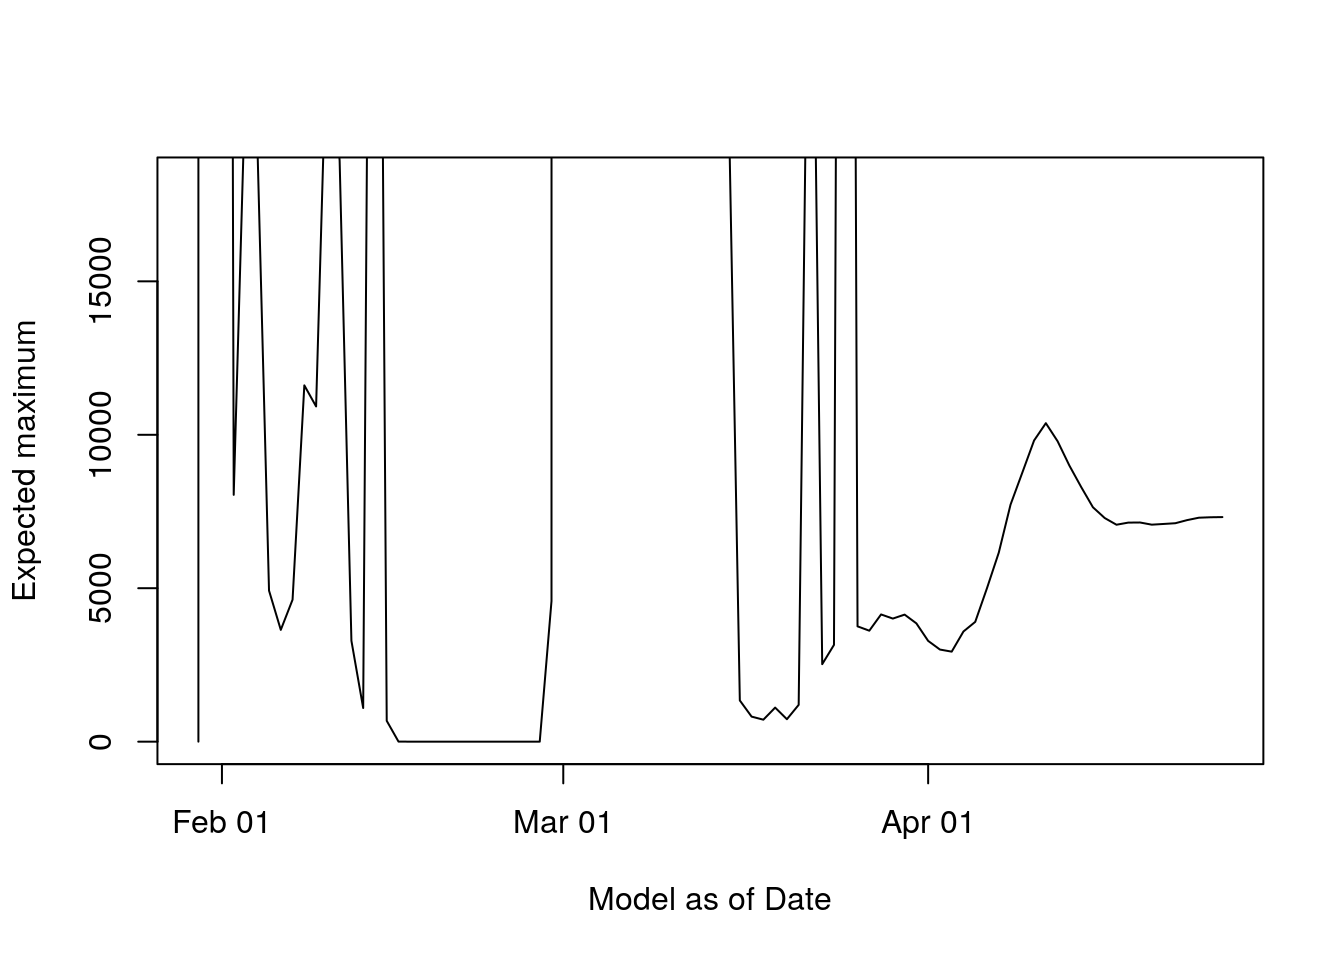 Expected maximum
15000
10000
5000
0
Feb 01
Mar 01
Apr 01
Model as of Date